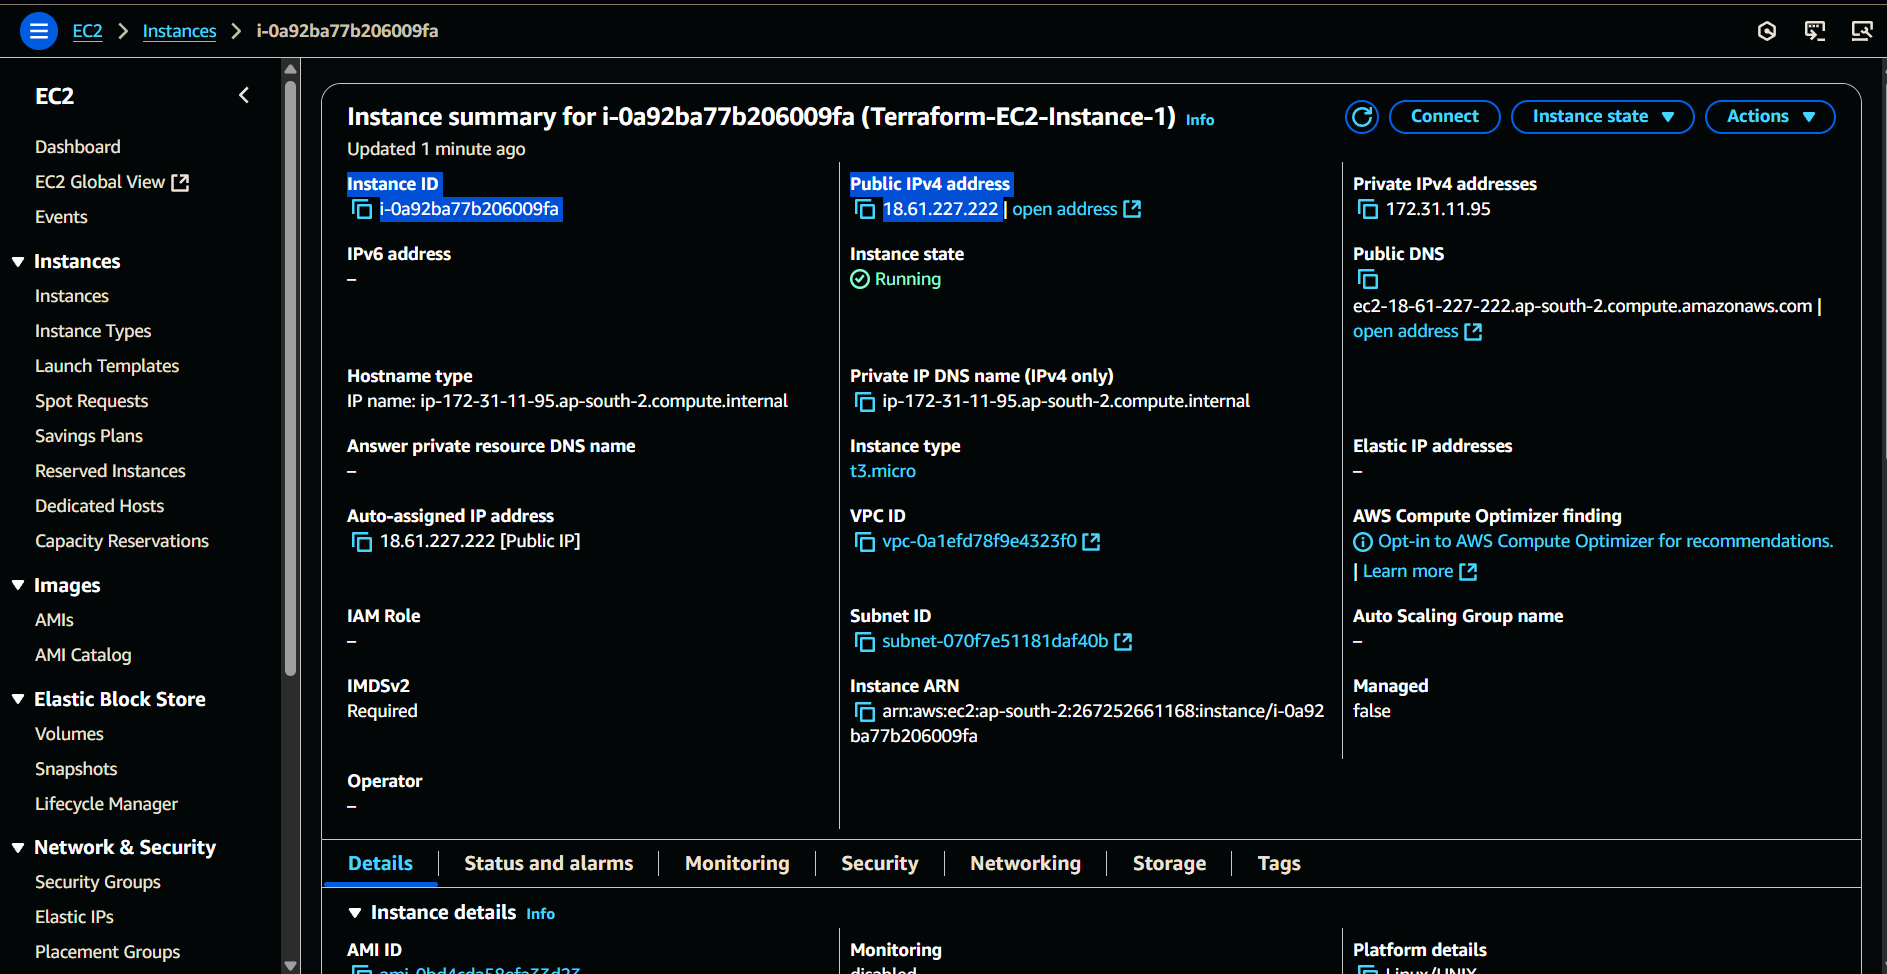 EC2 > Instances > i-0a92ba77b206009fa
EC2
Dashboard
EC2 Global View
Events
Instances
Instances
Instance Types
Launch Templates
Spot Requests
Savings Plans
Reserved Instances
Dedicated Hosts
Capacity Reservations
Images
AMIs
AMI Catalog
Elastic Block Store
Volumes
Snapshots
Lifecycle Manager
Network & Security
Security Groups
Elastic IPs
Placement Groups
Instance summary for i-0a92ba77b206009fa (Terraform-EC2-Instance-1) Info
Updated 1 minute ago
Connect
Instance state
Actions
Instance ID
i-0a92ba77b206009fa
Public IPv4 address
18.61.227.222 | open address
Private IPv4 addresses
172.31.11.95
IPv6 address
–
Instance state
Running
Public DNS
ec2-18-61-227-222.ap-south-2.compute.amazonaws.com |
open address
Hostname type
IP name: ip-172-31-11-95.ap-south-2.compute.internal
Private IP DNS name (IPv4 only)
ip-172-31-11-95.ap-south-2.compute.internal
Answer private resource DNS name
–
Instance type
t3.micro
Elastic IP addresses
–
Auto-assigned IP address
18.61.227.222 [Public IP]
VPC ID
vpc-0a1efd78f9e4323f0
AWS Compute Optimizer finding
Opt-in to AWS Compute Optimizer for recommendations.
| Learn more
IAM Role
–
Subnet ID
subnet-070f7e51181daf40b
Auto Scaling Group name
–
IMDSv2
Required
Instance ARN
arn:aws:ec2:ap-south-2:267252661168:instance/i-0a92
ba77b206009fa
Managed
false
Operator
–
Details
Status and alarms
Monitoring
Security
Networking
Storage
Tags
Instance details Info
AMI ID
Monitoring
disabled
Platform details
Linux/UNIX